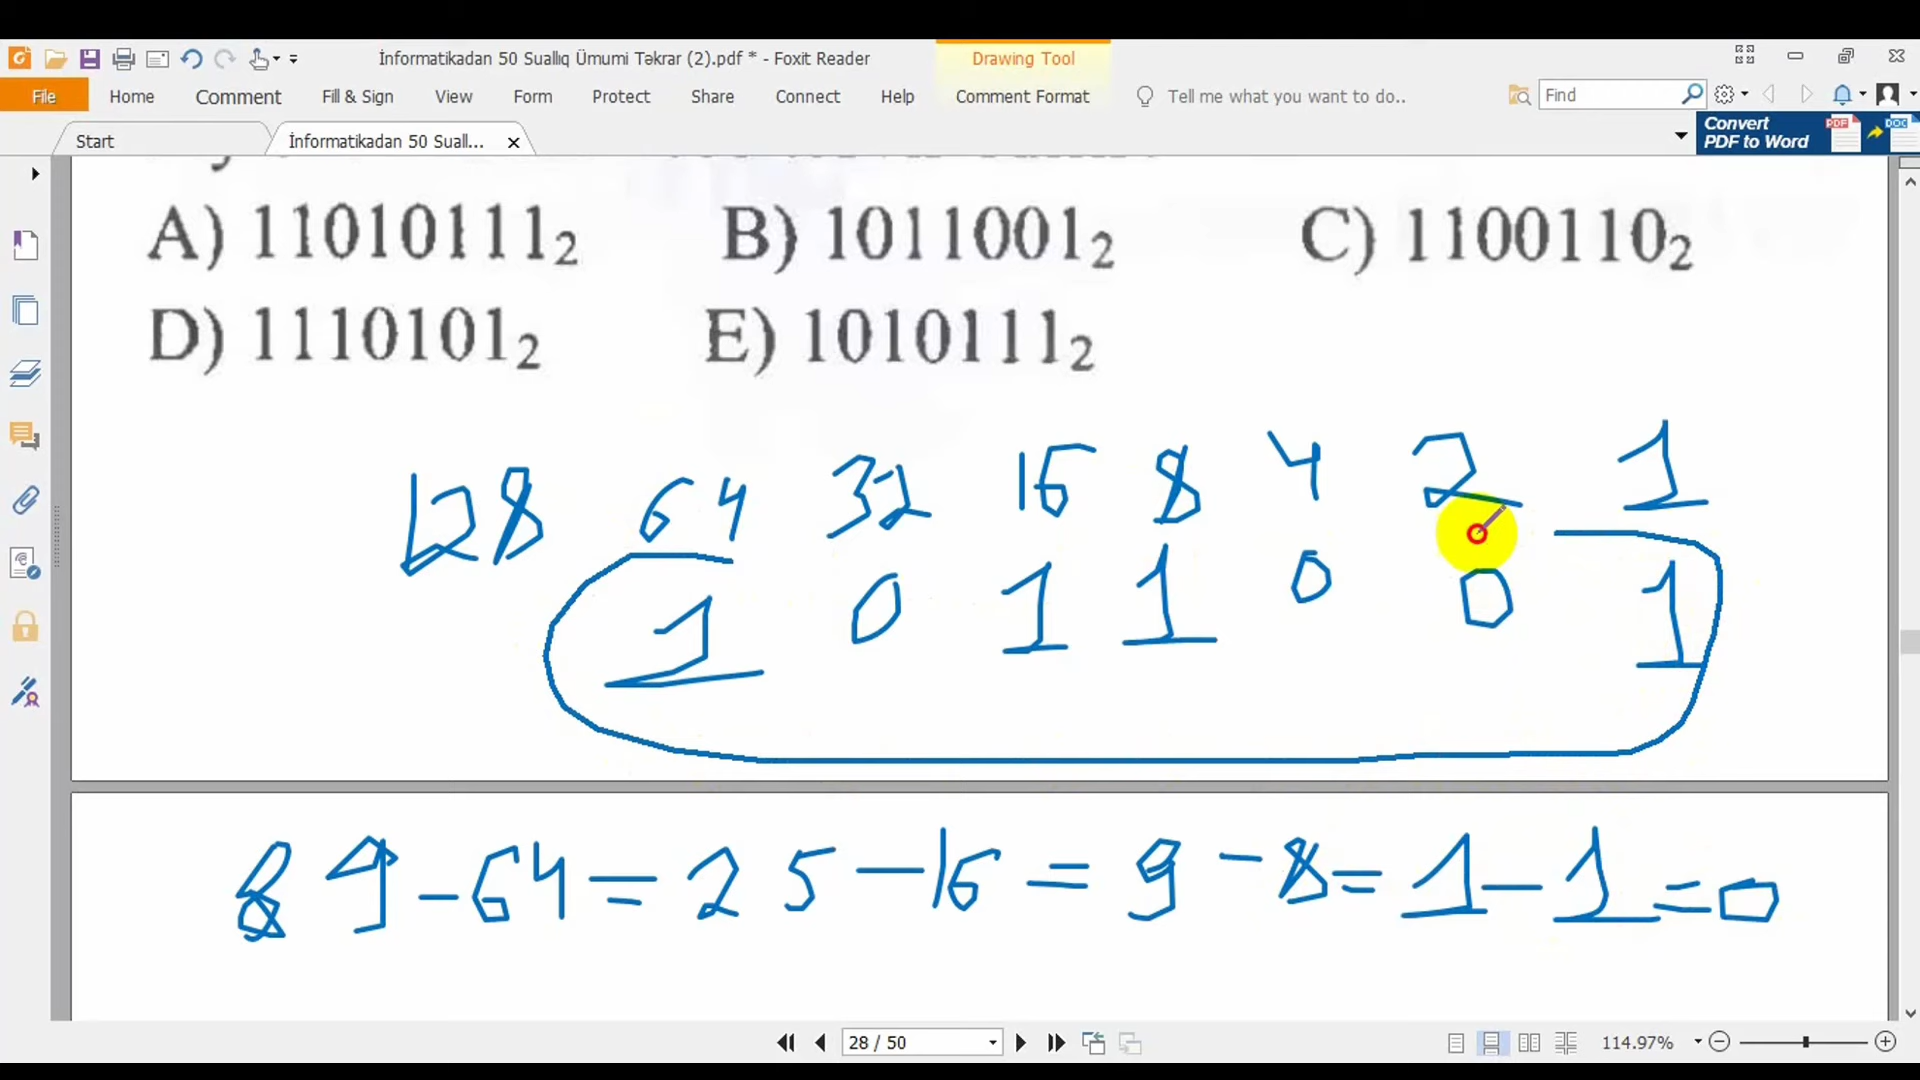 İnformatikadan 50 Suallıq Ümumi Təkrar (2).pdf * - Foxit Reader
Drawing Tool
File Home Comment Fill & Sign View Form Protect Share Connect Help Comment Format Tell me what you want to do.. Find
Start İnformatikadan 50 Suall...
Convert
PDF to Word
PDF DOC
A) 11010111₂ B) 1011001₂ C) 1100110₂
D) 1110101₂ E) 1010111₂
128 64 32 16 8 4 2 1
1 0 1 1 0 0 1
89 - 64 = 25 - 16 = 9 - 8 = 1 - 1 = 0
28 / 50 114.97%